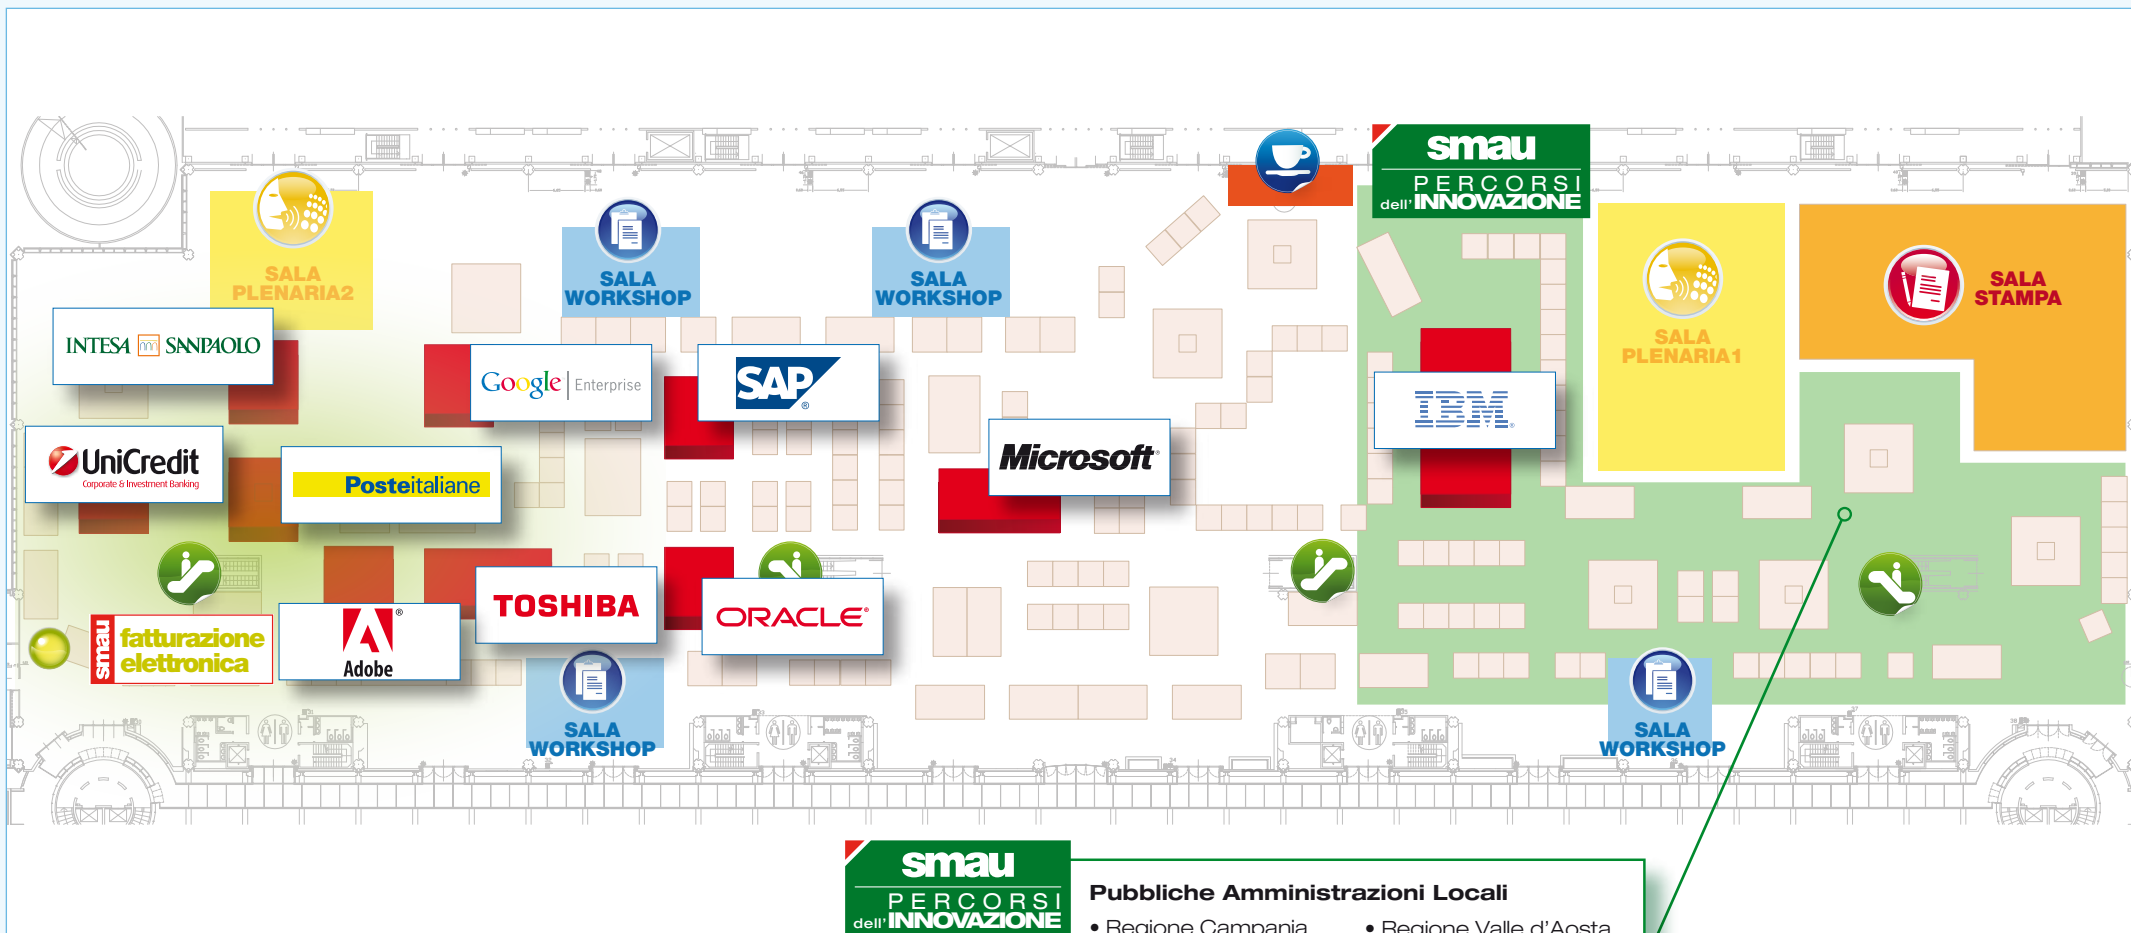 smau
PERCORSI
dell'INNOVAZIONE
SALA
PLENARIA2
SALA
WORKSHOP
SALA
WORKSHOP
SALA
PLENARIA1
SALA
STAMPA
INTESA SANPAOLO
Google Enterprise
SAP®
IBM®
Microsoft®
UniCredit
Corporate & Investment Banking
Posteitaliane
smau fatturazione
elettronica
Adobe®
TOSHIBA
ORACLE®
SALA
WORKSHOP
SALA
WORKSHOP
smau
PERCORSI
dell'INNOVAZIONE
Pubbliche Amministrazioni Locali
• Regione Campania
• Regione Valle d'Aosta